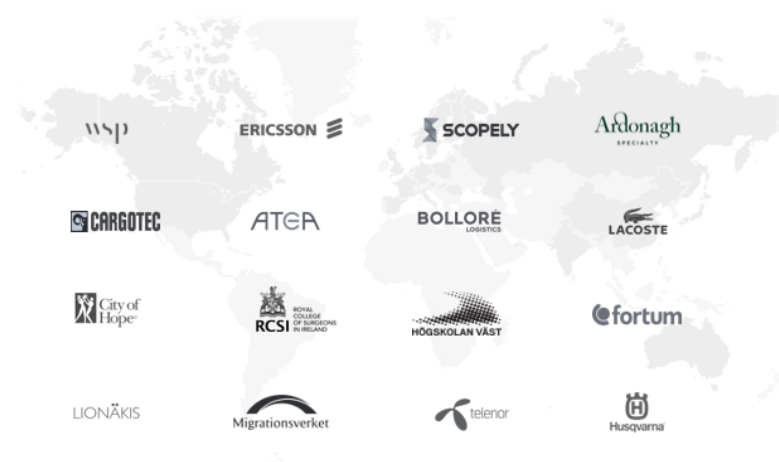 wsp
ERICSSON
SCOPELY
Ardonagh
SPECIALTY
CARGOTEC
ATEA
BOLLORÉ
LOGISTICS
LACOSTE
City of
Hope
RCSI
ROYAL
COLLEGE
OF SURGEONS
IN IRELAND
HÖGSKOLAN VÄST
fortum
LIONÄKIS
Migrationsverket
telenor
H
Husqvarna